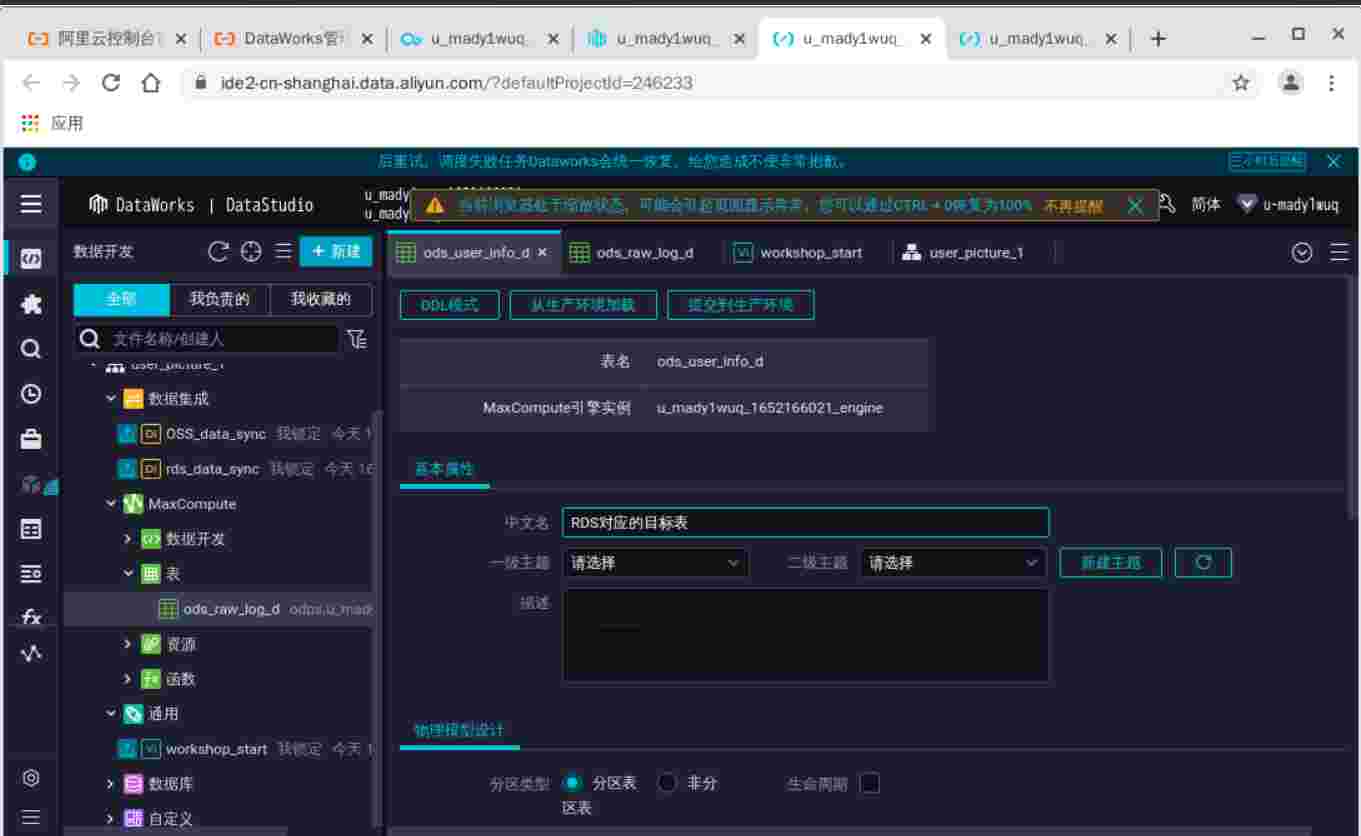 阿里云控制台
DataWorks管
u_mady1wuq_
u_mady1wuq_
u_mady1wuq_
u_mady1wuq_
ide2-cn-shanghai.data.aliyun.com/?defaultProjectId=246233
应用
后重试。调度失败任务Dataworks会统一恢复。给您造成不便非常抱歉。
三小时后提醒
DataWorks | DataStudio
u_mady
u_mady
当前浏览器处于缩放状态，可能会引起页面显示异常，您可以通过CTRL + 0恢复为100% 不再提醒
简体
u-mady1wuq
数据开发
+ 新建
ods_user_info_d
ods_raw_log_d
Vi workshop_start
user_picture_1
全部 我负责的 我收藏的
DDL模式 从生产环境加载 提交到生产环境
文件名称/创建人
user_picture_1
表名 ods_user_info_d
MaxCompute引擎实例 u_mady1wuq_1652166021_engine
数据集成
DI OSS_data_sync 我锁定 今天 1
DI rds_data_sync 我锁定 今天 16
MaxCompute
数据开发
表
ods_raw_log_d odps.u_mad
资源
fx 函数
通用
Vi workshop_start 我锁定 今天 1
数据库
自定义
fx
基本属性
中文名 RDS对应的目标表
一级主题 请选择 二级主题 请选择 新建主题
描述
物理模型设计
分区类型 分区表 非分区表 生命周期